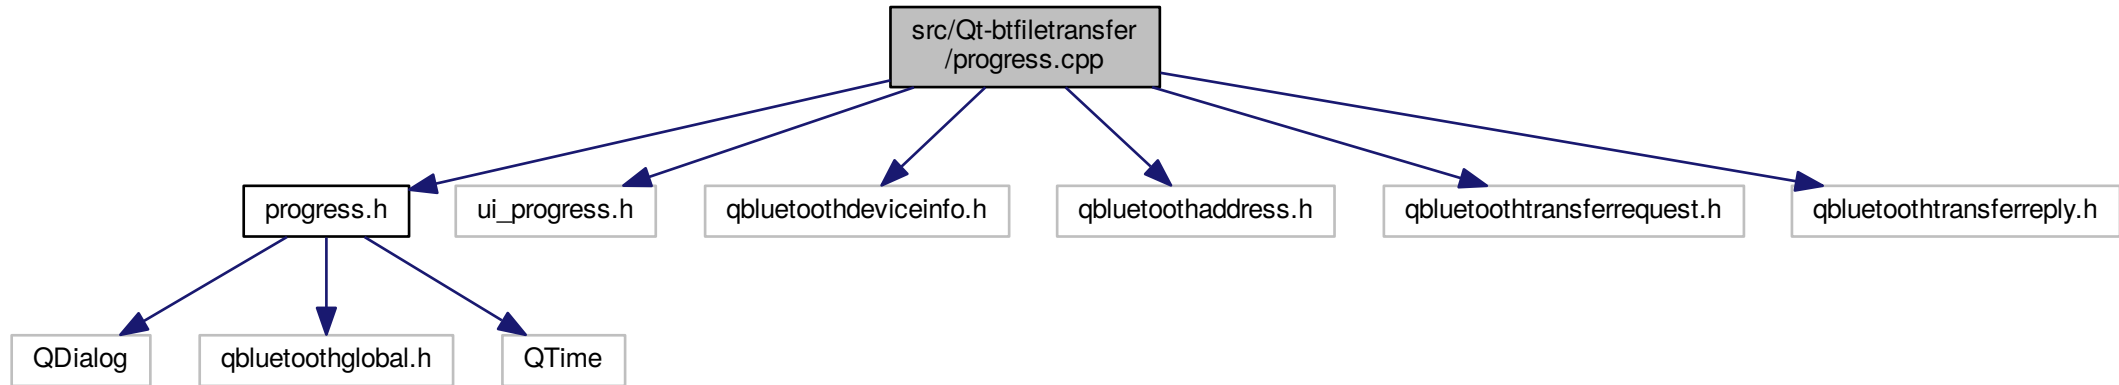 src/Qt-btfiletransfer
/progress.cpp
progress.h
ui_progress.h
qbluetoothdeviceinfo.h
qbluetoothaddress.h
qbluetoothtransferrequest.h
qbluetoothtransferreply.h
QDialog
qbluetoothglobal.h
QTime